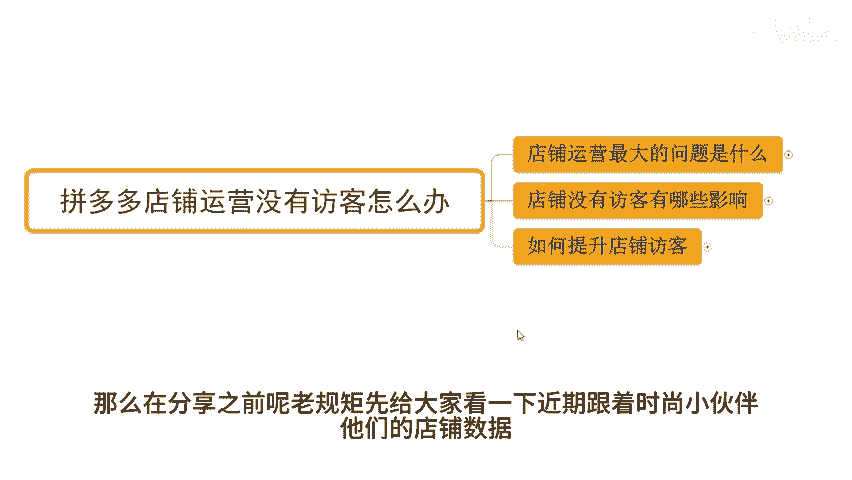 店铺运营最大的问题是什么
拼多多店铺运营没有访客怎么办
店铺没有访客有哪些影响
如何提升店铺访客
那么在分享之前呢老规矩先给大家看一下近期跟着时尚小伙伴
他们的店铺数据